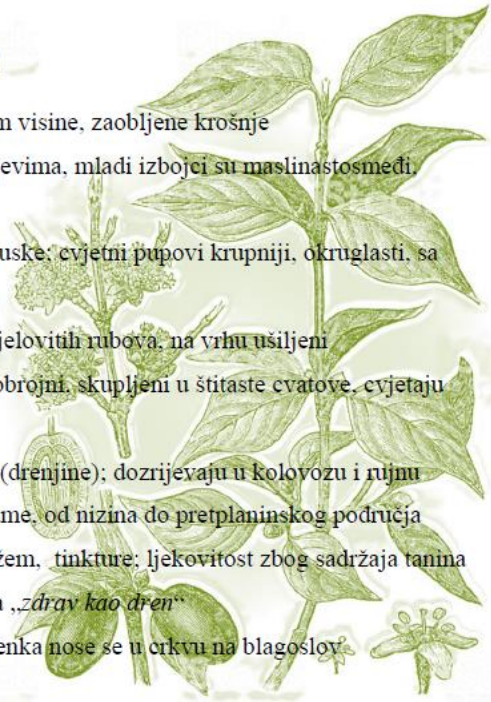 m visine, zaobljene krošnje
evima, mladi izbojci su maslinastosmeđi,
uske; cvjetni pupovi krupniji, okruglasti, sa
jelovitih rubova, na vrhu ušiljeni
obrojni, skupljeni u štitaste cvatove, cvjetaju
(drenjine); dozrijevaju u kolovozu i rujnu
me, od nizina do pretplaninskog područja
žem, tinkture; ljekovitost zbog sadržaja tanina
a „zdrav kao dren“
enka nose se u crkvu na blagoslov